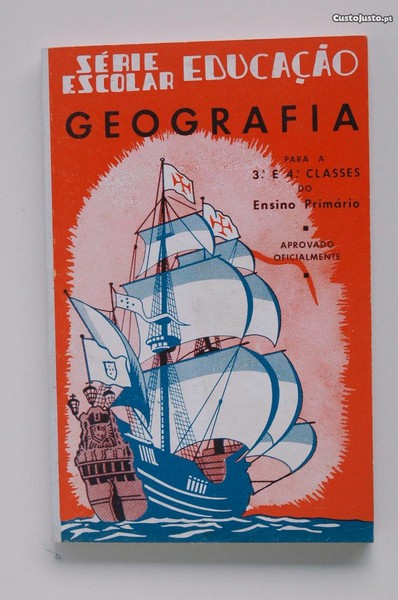 CustoJusto.pt
SÉRIE
ESCOLAR EDUCAÇÃO
GEOGRAFIA
PARA A
3.ª E 4.ª CLASSES
DO
Ensino Primário
APROVADO
OFICIALMENTE